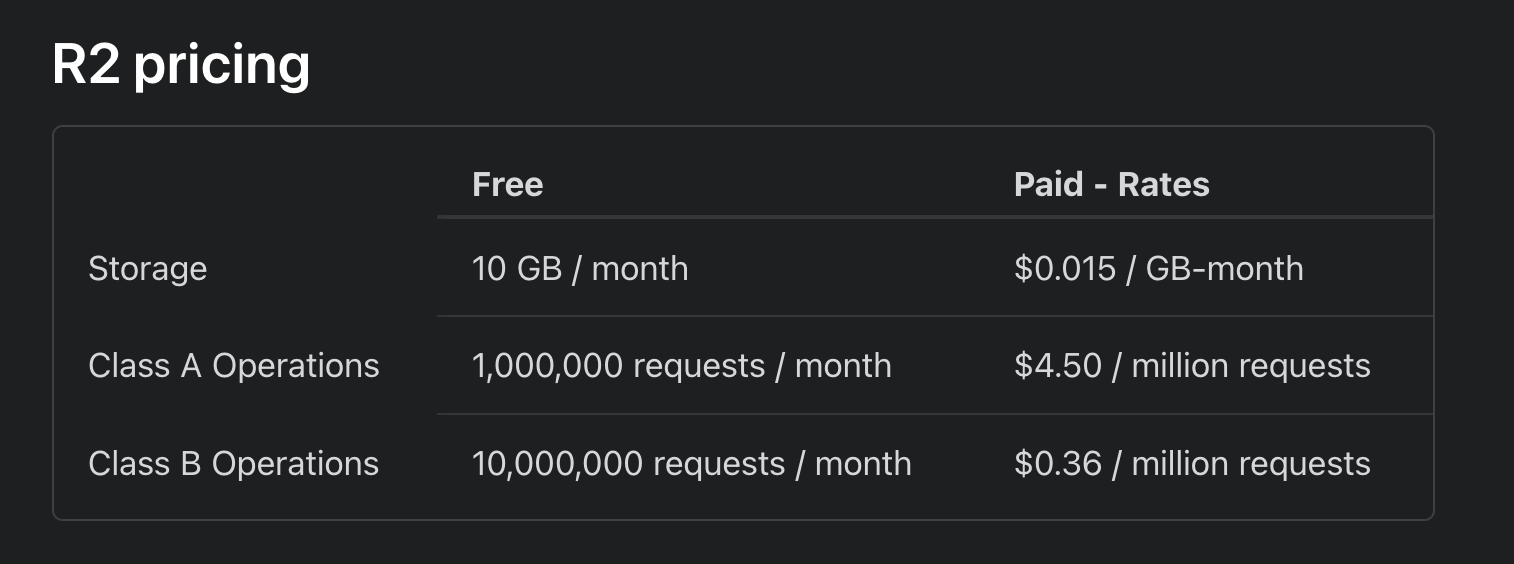 R2 pricing
Free Paid - Rates
Storage 10 GB / month $0.015 / GB-month
Class A Operations 1,000,000 requests / month $4.50 / million requests
Class B Operations 10,000,000 requests / month $0.36 / million requests